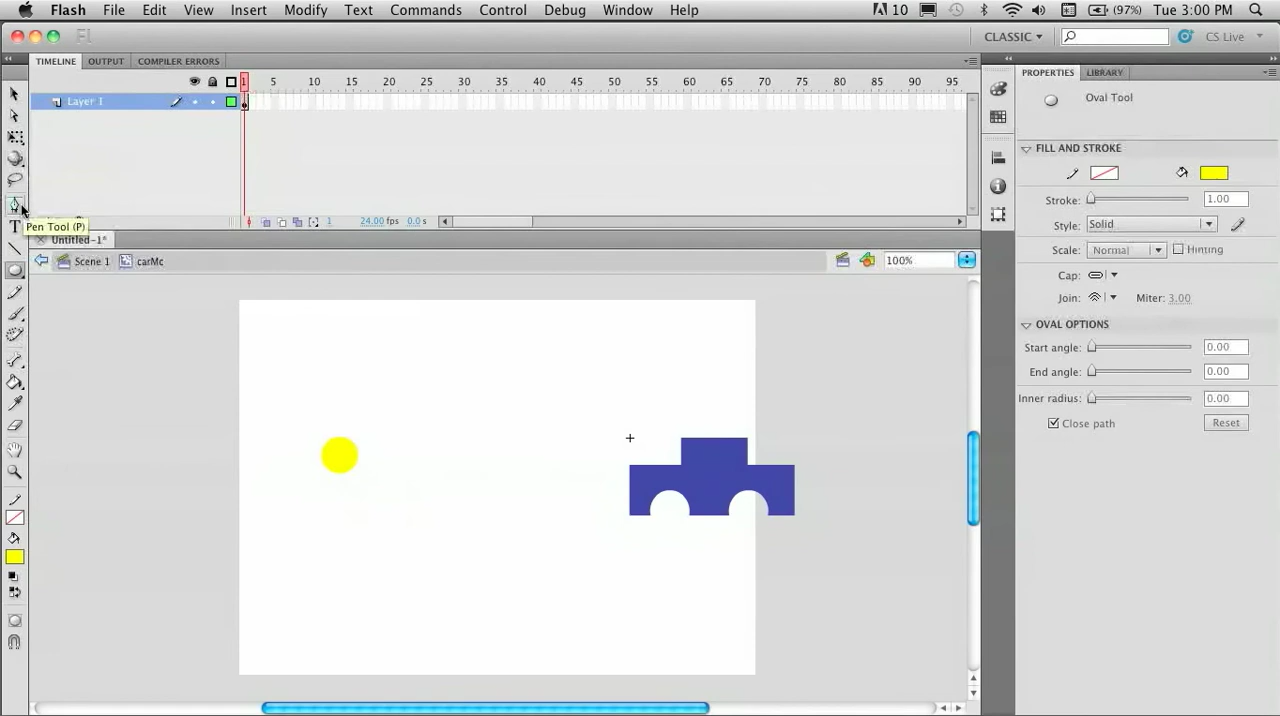 Flash File Edit View Insert Modify Text Commands Control Debug Window Help 10 (97%) Tue 3:00 PM
Fl CLASSIC CS Live
TIMELINE OUTPUT COMPILER ERRORS
1 5 10 15 20 25 30 35 40 45 50 55 60 65 70 75 80 85 90 95
Layer 1
1 24.00 fps 0.0 s
T
Pen Tool (P)
Untitled-1*
Scene 1 carMc 100%
PROPERTIES LIBRARY
Oval Tool
FILL AND STROKE
Stroke: 1.00
Style: Solid
Scale: Normal Hinting
Cap:
Join: Miter: 3.00
OVAL OPTIONS
Start angle: 0.00
End angle: 0.00
Inner radius: 0.00
Close path Reset